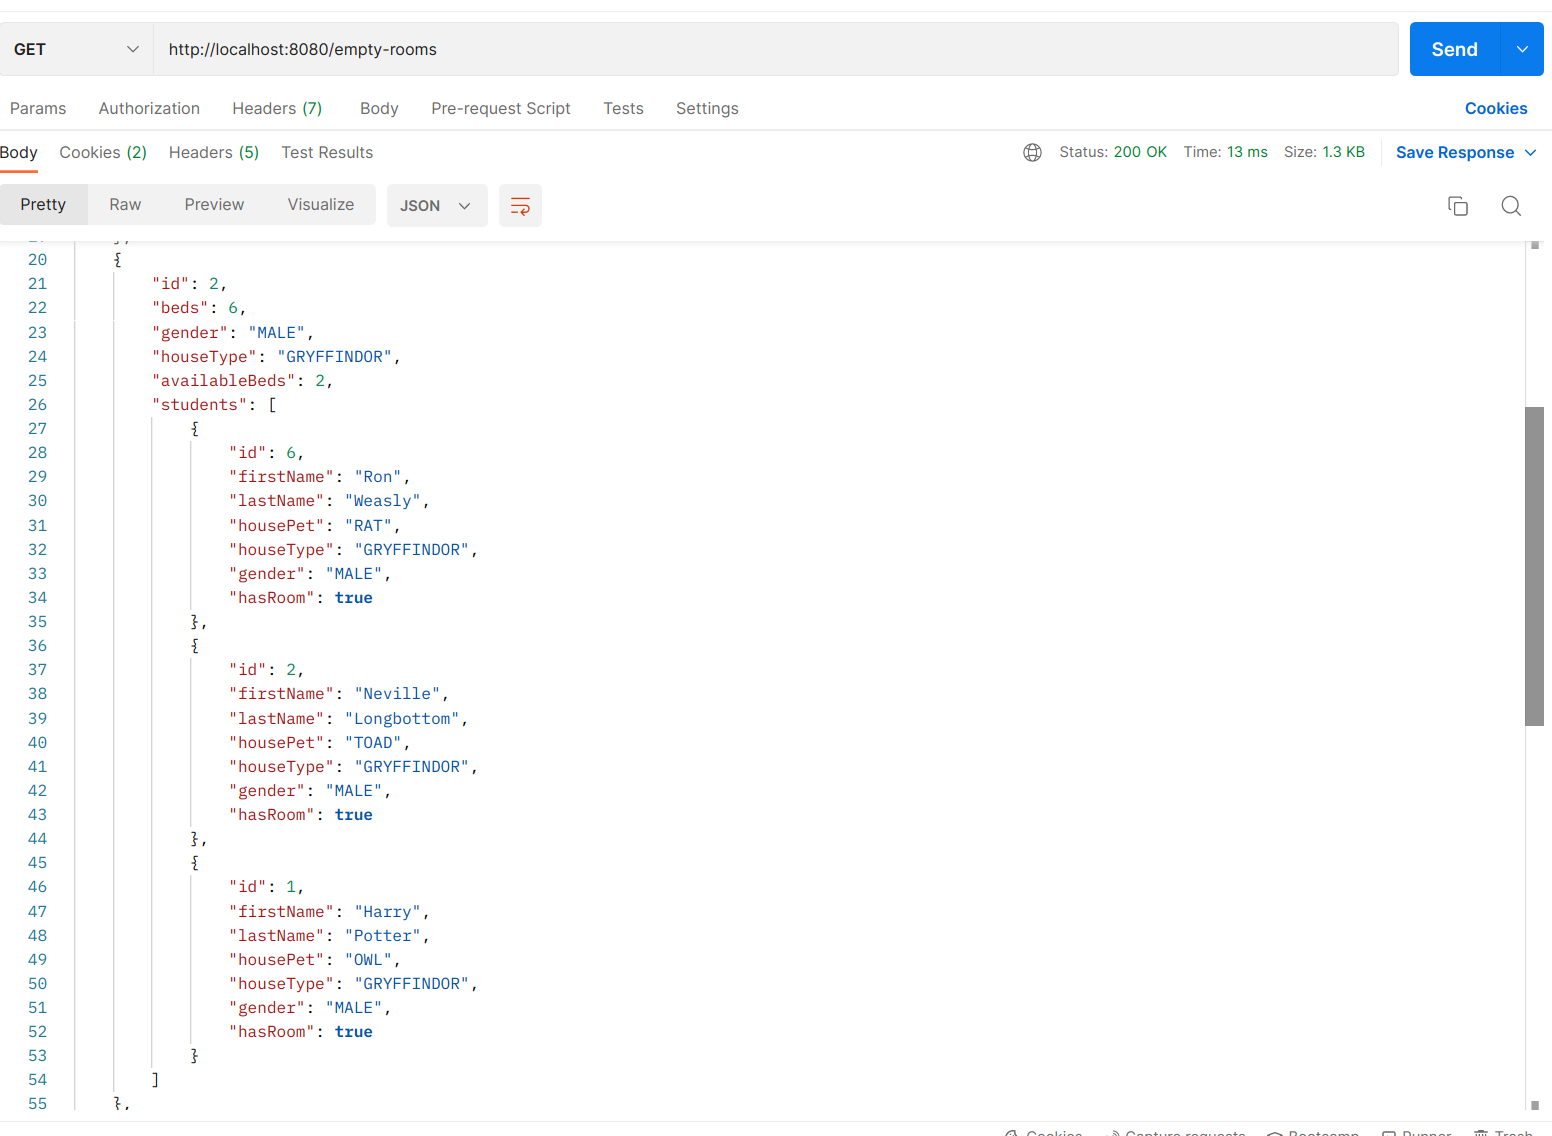 GET http://localhost:8080/empty-rooms Send
Params Authorization Headers (7) Body Pre-request Script Tests Settings Cookies
Body Cookies (2) Headers (5) Test Results Status: 200 OK Time: 13 ms Size: 1.3 KB Save Response
Pretty Raw Preview Visualize JSON
20 {
21 "id": 2,
22 "beds": 6,
23 "gender": "MALE",
24 "houseType": "GRYFFINDOR",
25 "availableBeds": 2,
26 "students": [
27 {
28 "id": 6,
29 "firstName": "Ron",
30 "lastName": "Weasly",
31 "housePet": "RAT",
32 "houseType": "GRYFFINDOR",
33 "gender": "MALE",
34 "hasRoom": true
35 },
36 {
37 "id": 2,
38 "firstName": "Neville",
39 "lastName": "Longbottom",
40 "housePet": "TOAD",
41 "houseType": "GRYFFINDOR",
42 "gender": "MALE",
43 "hasRoom": true
44 },
45 {
46 "id": 1,
47 "firstName": "Harry",
48 "lastName": "Potter",
49 "housePet": "OWL",
50 "houseType": "GRYFFINDOR",
51 "gender": "MALE",
52 "hasRoom": true
53 }
54 ]
55 },
Cookies Capture requests Bootcamp Runner Trash